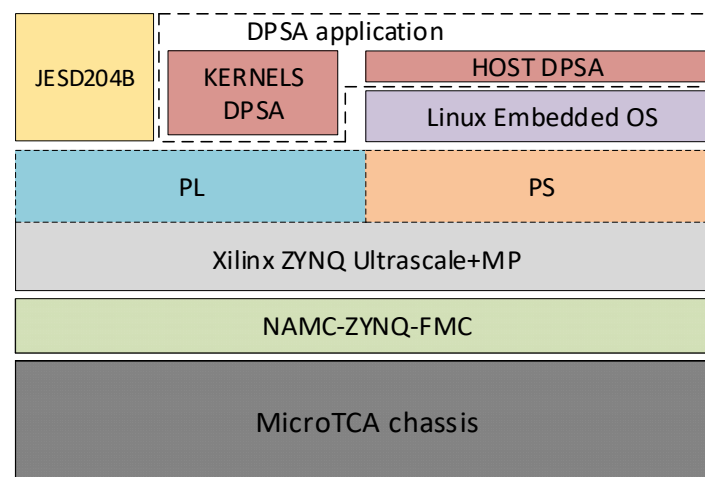 DPSA application
JESD204B
KERNELS
DPSA
HOST DPSA
Linux Embedded OS
PL
PS
Xilinx ZYNQ Ultrascale+MP
NAMC-ZYNQ-FMC
MicroTCA chassis